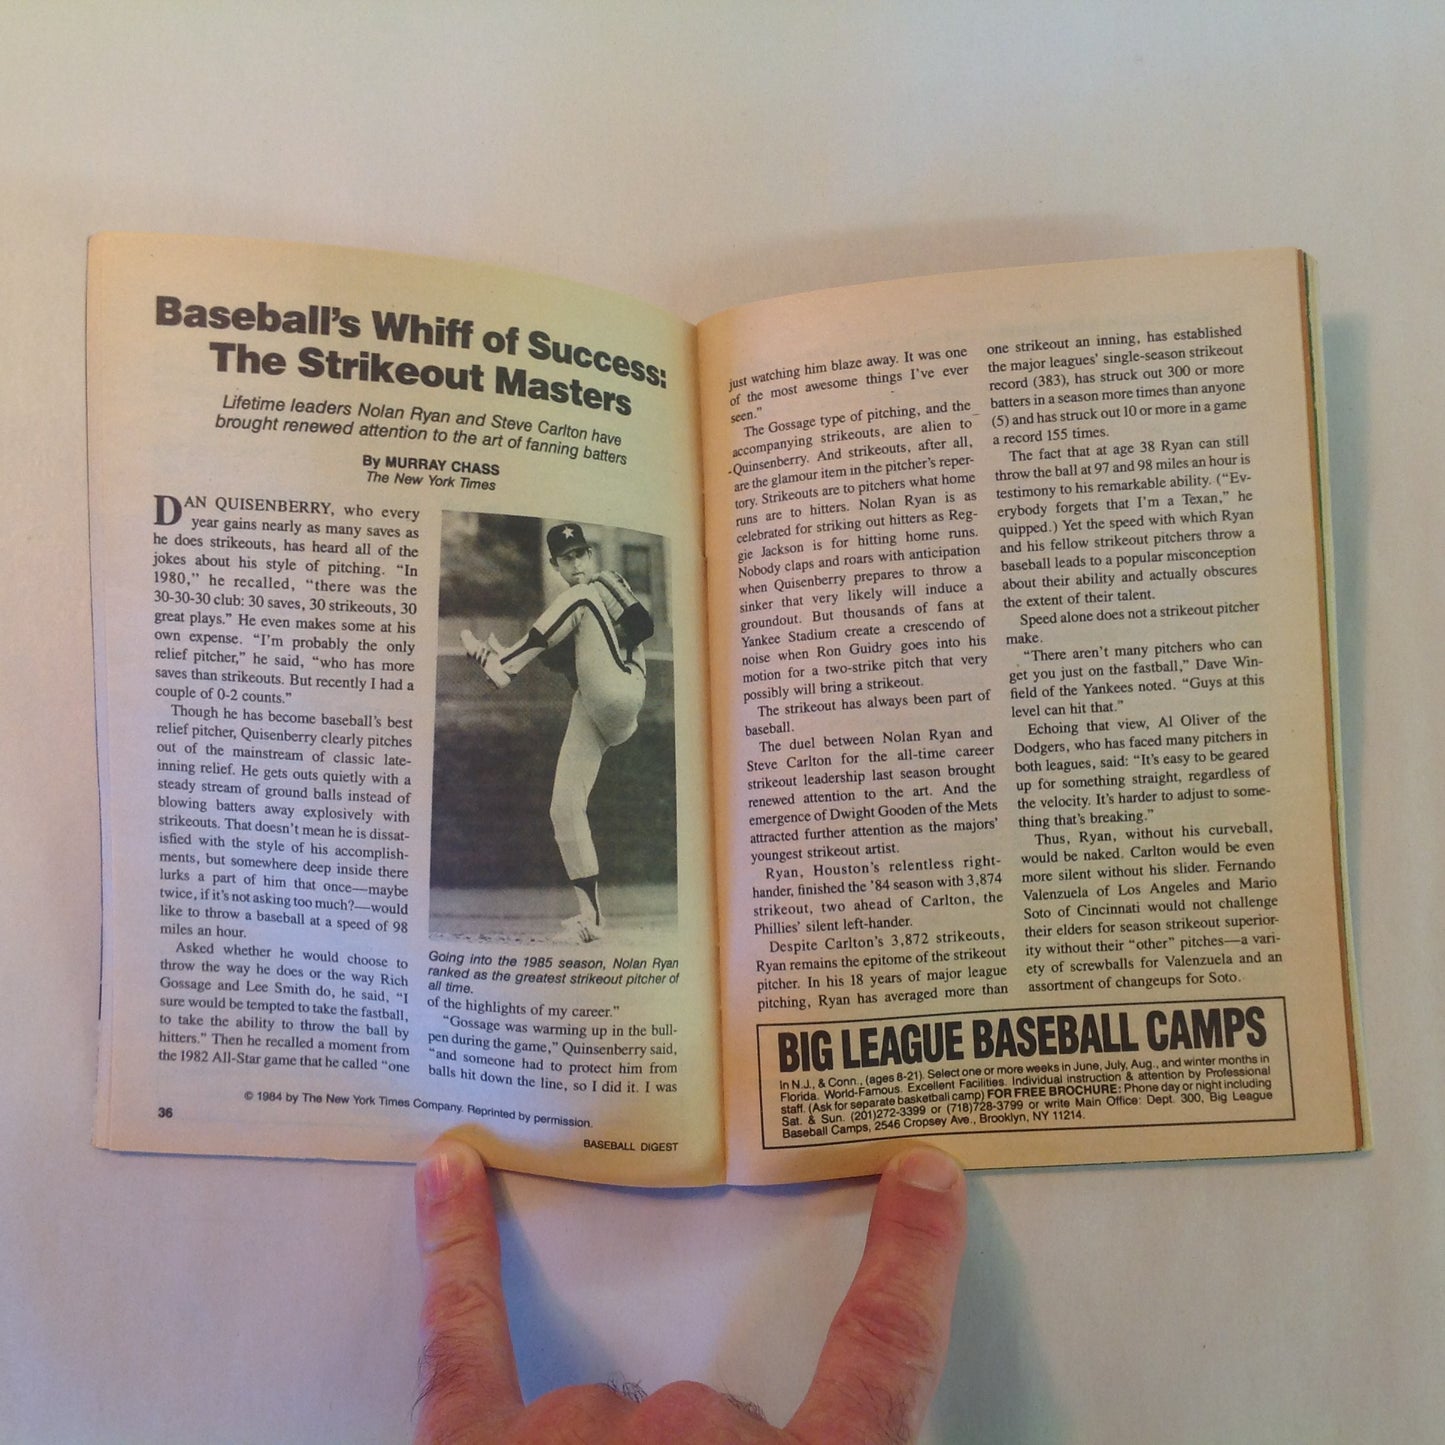 Baseball's Whiff of Success:
The Strikeout Masters
Lifetime leaders Nolan Ryan and Steve Carlton have
brought renewed attention to the art of fanning batters
By MURRAY CHASS
The New York Times
DAN QUISENBERRY, who every
year gains nearly as many saves as
he does strikeouts, has heard all of the
jokes about his style of pitching. “In
1980,” he recalled, “there was the
30-30-30 club: 30 saves, 30 strikeouts, 30
great plays.” He even makes some at his
own expense. “I'm probably the only
relief pitcher,” he said, “who has more
saves than strikeouts. But recently I had a
couple of 0-2 counts.”
Though he has become baseball's best
relief pitcher, Quisenberry clearly pitches
out of the mainstream of classic late-
inning relief. He gets outs quietly with a
steady stream of ground balls instead of
blowing batters away explosively with
strikeouts. That doesn't mean he is dissat-
isfied with the style of his accomplish-
ments, but somewhere deep inside there
lurks a part of him that once—maybe
twice, if it's not asking too much?—would
like to throw a baseball at a speed of 98
miles an hour.
Asked whether he would choose to
throw the way he does or the way Rich
Gossage and Lee Smith do, he said, “I
sure would be tempted to take the fastball,
to take the ability to throw the ball by
hitters.” Then he recalled a moment from
the 1982 All-Star game that he called “one
Going into the 1985 season, Nolan Ryan
ranked as the greatest strikeout pitcher of
all time.
of the highlights of my career.”
“Gossage was warming up in the bull-
pen during the game,” Quinsenberry said,
“and someone had to protect him from
balls hit down the line, so I did it. I was
© 1984 by The New York Times Company. Reprinted by permission.
36
BASEBALL DIGEST
just watching him blaze away. It was one
of the most awesome things I've ever
seen.”
The Gossage type of pitching, and the
accompanying strikeouts, are alien to
Quinsenberry. And strikeouts, after all,
are the glamour item in the pitcher's reper-
tory. Strikeouts are to pitchers what home
runs are to hitters. Nolan Ryan is as
celebrated for striking out hitters as Reg-
gie Jackson is for hitting home runs.
Nobody claps and roars with anticipation
when Quisenberry prepares to throw a
sinker that very likely will induce a
groundout. But thousands of fans at
Yankee Stadium create a crescendo of
noise when Ron Guidry goes into his
motion for a two-strike pitch that very
possibly will bring a strikeout.
The strikeout has always been part of
baseball.
The duel between Nolan Ryan and
Steve Carlton for the all-time career
strikeout leadership last season brought
renewed attention to the art. And the
emergence of Dwight Gooden of the Mets
attracted further attention as the majors'
youngest strikeout artist.
Ryan, Houston's relentless right-
hander, finished the '84 season with 3,874
strikeout, two ahead of Carlton, the
Phillies' silent left-hander.
Despite Carlton's 3,872 strikeouts,
Ryan remains the epitome of the strikeout
pitcher. In his 18 years of major league
pitching, Ryan has averaged more than
one strikeout an inning, has established
the major leagues' single-season strikeout
record (383), has struck out 300 or more
batters in a season more times than anyone
(5) and has struck out 10 or more in a game
a record 155 times.
The fact that at age 38 Ryan can still
throw the ball at 97 and 98 miles an hour is
testimony to his remarkable ability. (“Ev-
erybody forgets that I'm a Texan,” he
quipped.) Yet the speed with which Ryan
and his fellow strikeout pitchers throw a
baseball leads to a popular misconception
about their ability and actually obscures
the extent of their talent.
Speed alone does not a strikeout pitcher
make.
“There aren't many pitchers who can
get you just on the fastball,” Dave Win-
field of the Yankees noted. “Guys at this
level can hit that.”
Echoing that view, Al Oliver of the
Dodgers, who has faced many pitchers in
both leagues, said: “It's easy to be geared
up for something straight, regardless of
the velocity. It's harder to adjust to some-
thing that's breaking.”
Thus, Ryan, without his curveball,
would be naked. Carlton would be even
more silent without his slider. Fernando
Valenzuela of Los Angeles and Mario
Soto of Cincinnati would not challenge
their elders for season strikeout superior-
ity without their “other” pitches—a vari-
ety of screwballs for Valenzuela and an
assortment of changeups for Soto.
BIG LEAGUE BASEBALL CAMPS
In N.J., & Conn., (ages 8-21). Select one or more weeks in June, July, Aug., and winter months in
Florida. World-Famous. Excellent Facilities. Individual instruction & attention by Professional
staff. (Ask for separate basketball camp) FOR FREE BROCHURE: Phone day or night including
Sat. & Sun. (201)272-3399 or (718)728-3799 or write Main Office: Dept. 300, Big League
Baseball Camps, 2546 Cropsey Ave., Brooklyn, NY 11214.